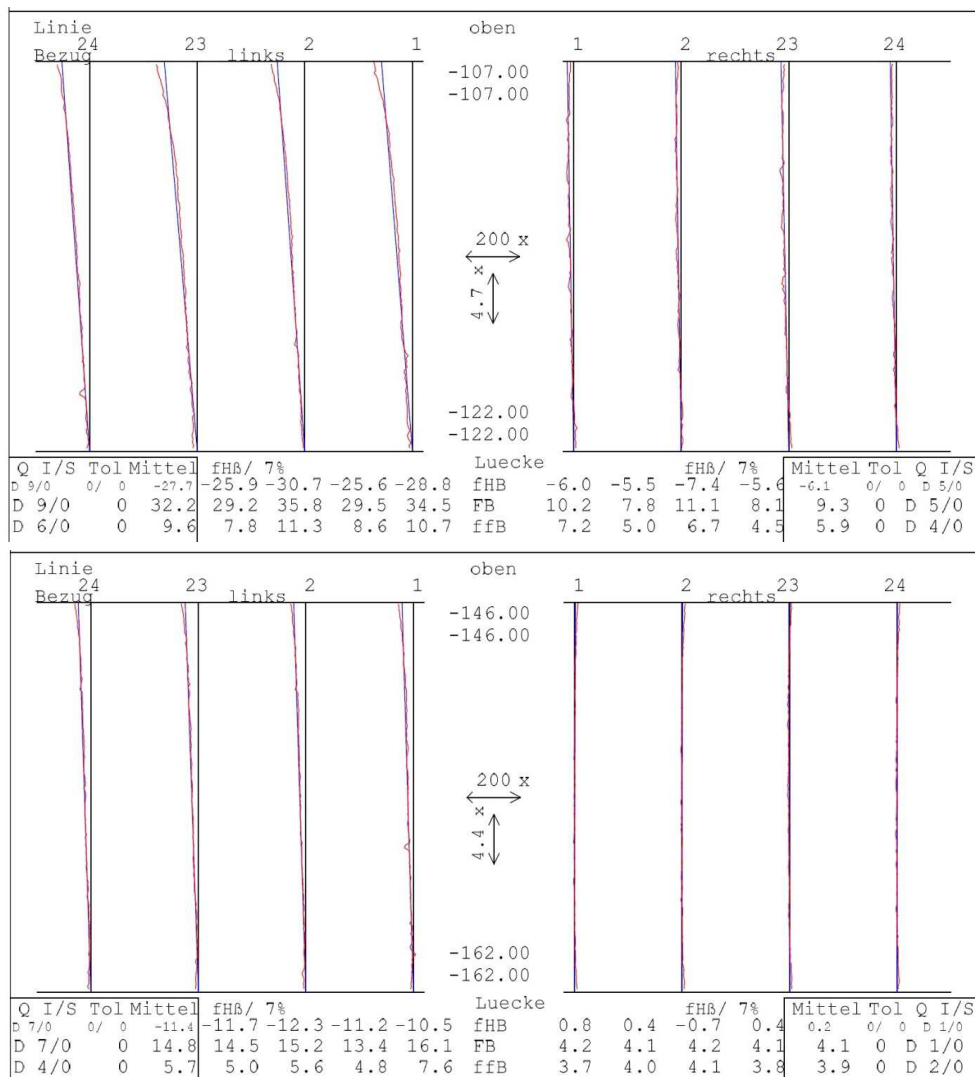 Linie oben
24 23 2 1 1 2 23 24
Bezug links rechts
-107.00
-107.00
200 x
4.7 x
-122.00
-122.00
Q I/S Tol Mittel fHß/ 7% Luecke fHß/ 7% Mittel Tol Q I/S
D 9/0 0/ 0 -27.7 -25.9 -30.7 -25.6 -28.8 fHB -6.0 -5.5 -7.4 -5.6 -6.1 0/ 0 D 5/0
D 9/0 0 32.2 29.2 35.8 29.5 34.5 FB 10.2 7.8 11.1 8.1 9.3 0 D 5/0
D 6/0 0 9.6 7.8 11.3 8.6 10.7 ffB 7.2 5.0 6.7 4.5 5.9 0 D 4/0
Linie oben
24 23 2 1 1 2 23 24
Bezug links rechts
-146.00
-146.00
200 x
4.4 x
-162.00
-162.00
Q I/S Tol Mittel fHß/ 7% Luecke fHß/ 7% Mittel Tol Q I/S
D 7/0 0/ 0 -11.4 -11.7 -12.3 -11.2 -10.5 fHB 0.8 0.4 -0.7 0.4 0.2 0/ 0 D 1/0
D 7/0 0 14.8 14.5 15.2 13.4 16.1 FB 4.2 4.1 4.2 4.1 4.1 0 D 1/0
D 4/0 0 5.7 5.0 5.6 4.8 7.6 ffB 3.7 4.0 4.1 3.8 3.9 0 D 2/0